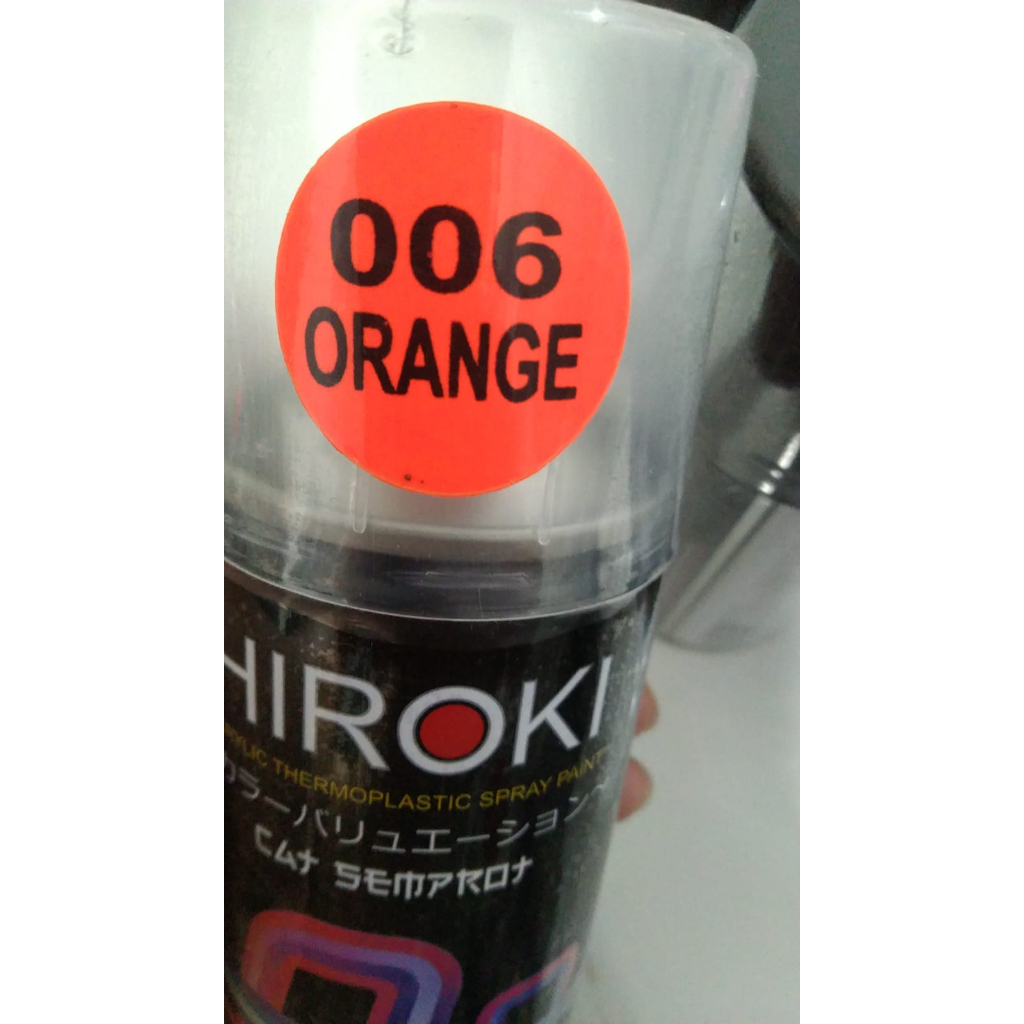 006
ORANGE
HIROKI
ACRYLIC THERMOPLASTIC SPRAY PAINT
カラーバリュエーション~
CAt SEMPROt